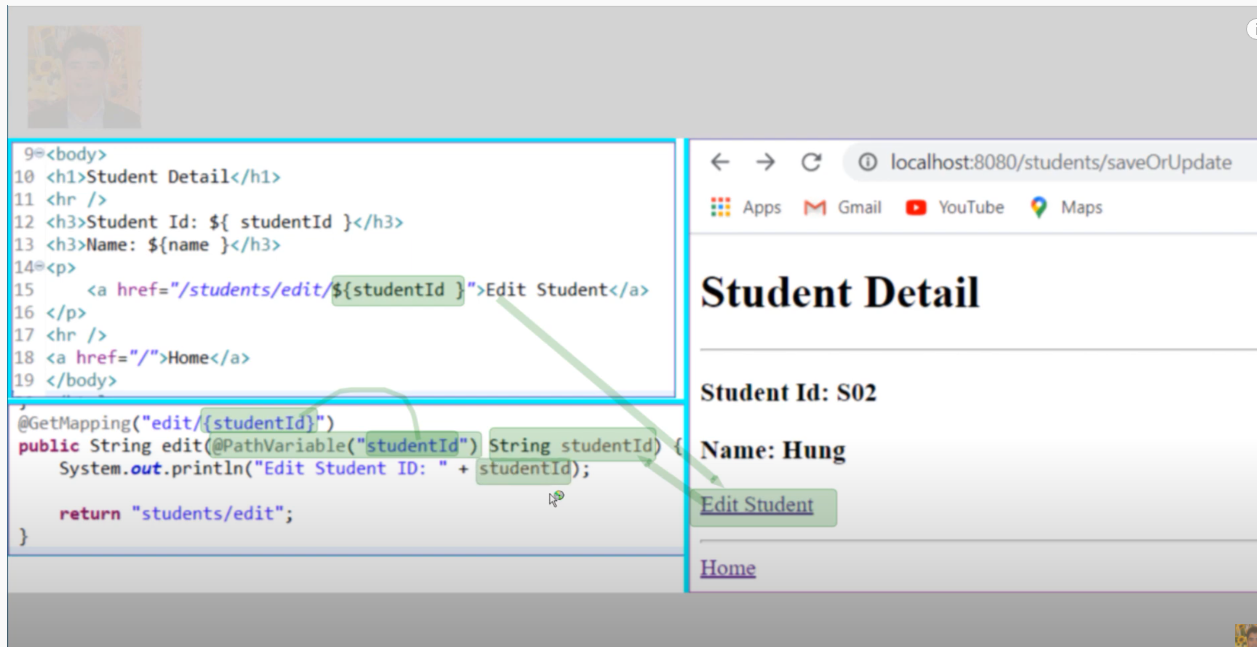 9 <body>
10 <h1>Student Detail</h1>
11 <hr />
12 <h3>Student Id: ${ studentId }</h3>
13 <h3>Name: ${name }</h3>
14 <p>
15 <a href="/students/edit/${studentId }">Edit Student</a>
16 </p>
17 <hr />
18 <a href="/">Home</a>
19 </body>
@GetMapping("edit/{studentId}")
public String edit(@PathVariable("studentId") String studentId) {
System.out.println("Edit Student ID: " + studentId);
return "students/edit";
}
localhost:8080/students/saveOrUpdate
Apps Gmail YouTube Maps
Student Detail
Student Id: S02
Name: Hung
Edit Student
Home